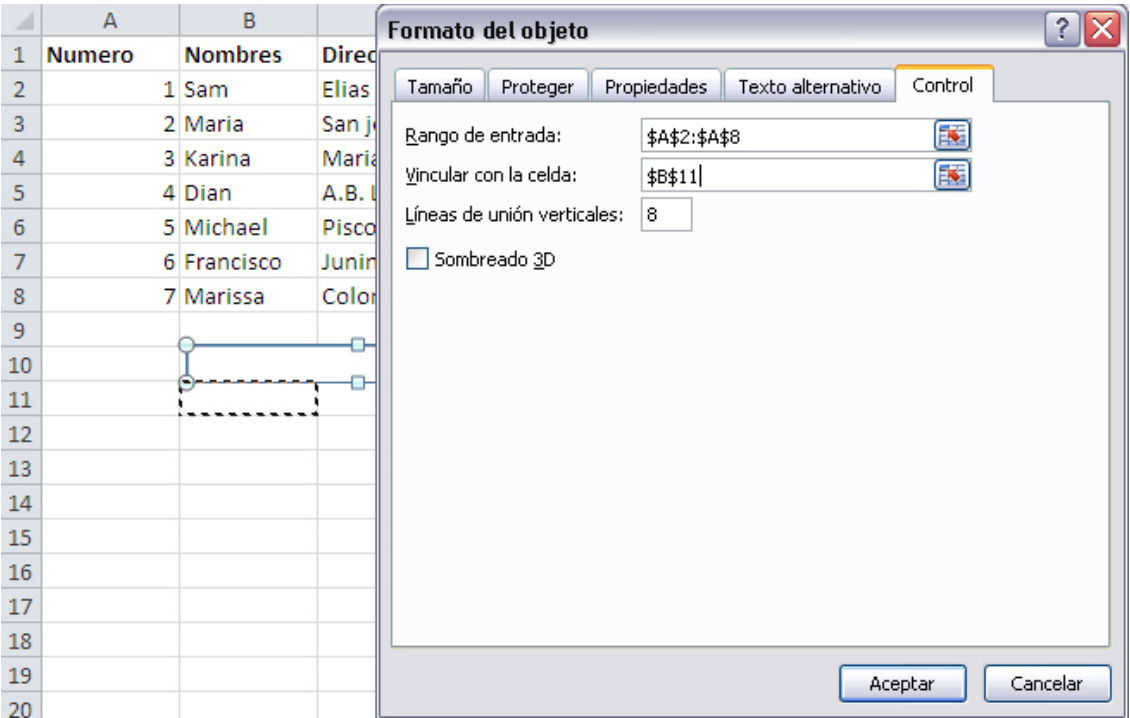 A B
Formato del objeto ?
1 Numero Nombres Direc
Tamaño Proteger Propiedades Texto alternativo Control
2 1 Sam Elias
3 2 Maria San j
Rango de entrada: $A$2:$A$8
4 3 Karina Maria
Vincular con la celda: $B$11
5 4 Dian A.B. L
Líneas de unión verticales: 8
6 5 Michael Pisco
7 6 Francisco Junin
Sombreado 3D
8 7 Marissa Color
9
10
11
12
13
14
15
16
17
18
19
20
Aceptar Cancelar